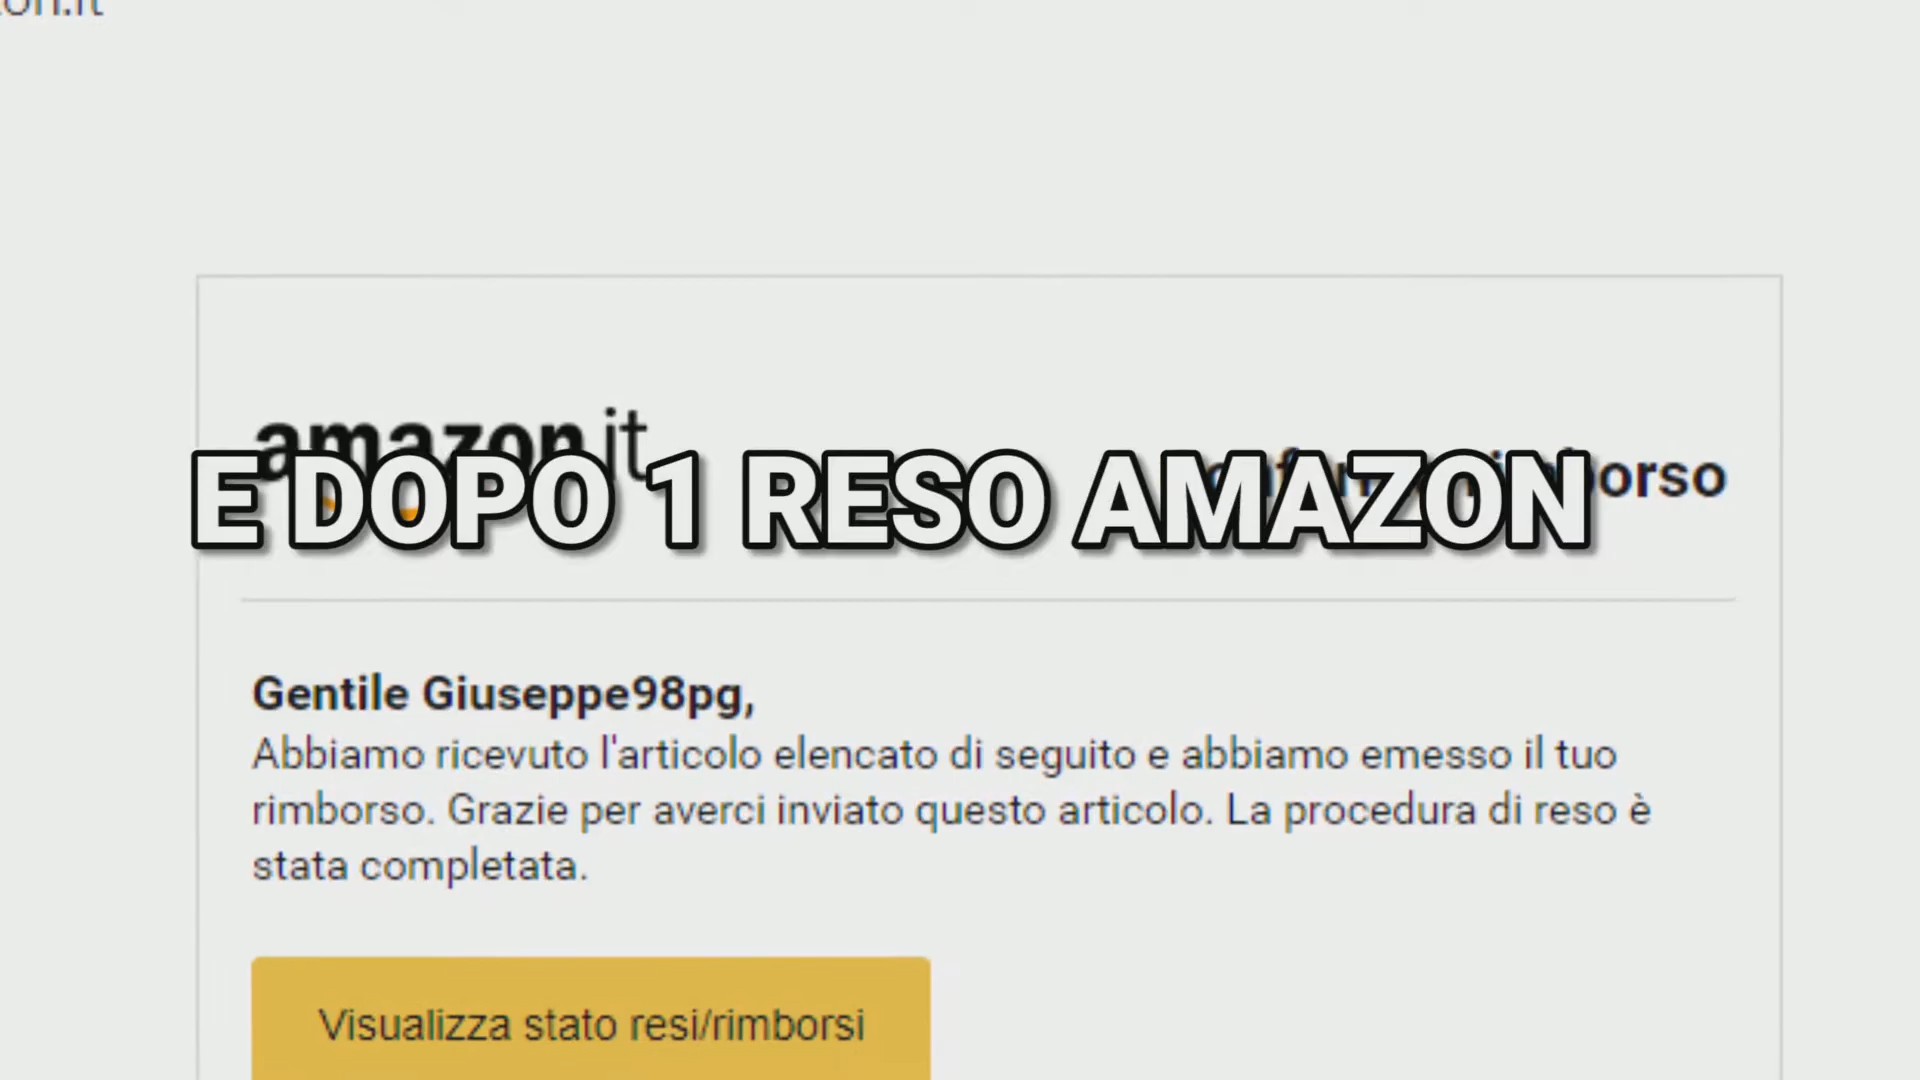 amazon.it
E DOPO 1 RESO AMAZON
Gentile Giuseppe98pg,
Abbiamo ricevuto l'articolo elencato di seguito e abbiamo emesso il tuo
rimborso. Grazie per averci inviato questo articolo. La procedura di reso è
stata completata.
Visualizza stato resi/rimborsi